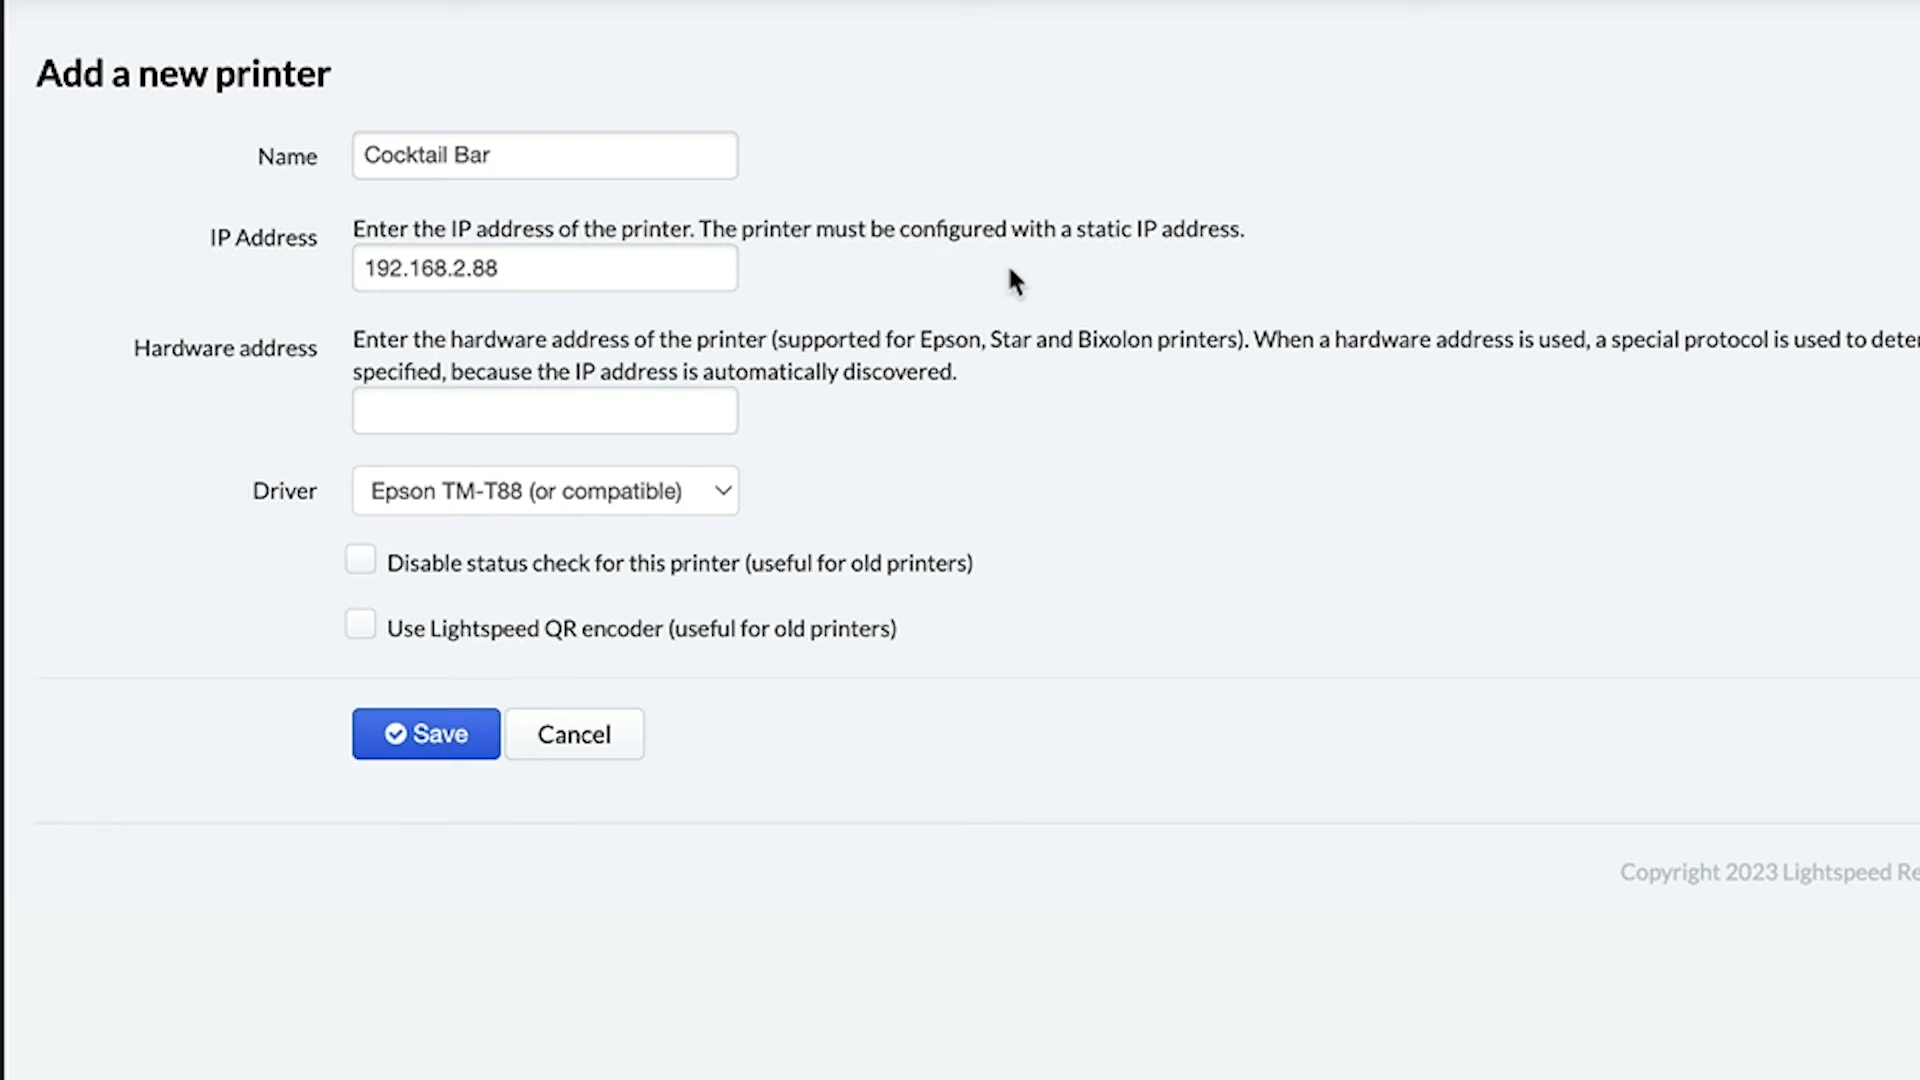 Add a new printer
Name
Cocktail Bar
IP Address
Enter the IP address of the printer. The printer must be configured with a static IP address.
192.168.2.88
Hardware address
Enter the hardware address of the printer (supported for Epson, Star and Bixolon printers). When a hardware address is used, a special protocol is used to
specified, because the IP address is automatically discovered.
Driver
Epson TM-T88 (or compatible)
Disable status check for this printer (useful for old printers)
Use Lightspeed QR encoder (useful for old printers)
Save
Cancel
Copyright 2023 Lightspeed